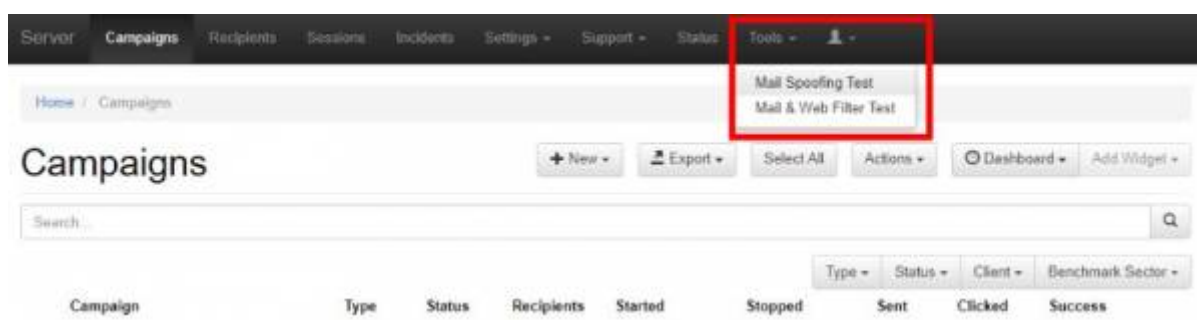 Server Campaigns Recipients Sessions Incidents Settings Support Status Tools
Mail Spoofing Test
Mail & Web Filter Test
Home / Campaigns
Campaigns
New Export Select All Actions Dashboard Add Widget
Search...
Type Status Client Benchmark Sector
Campaign Type Status Recipients Started Stopped Sent Clicked Success